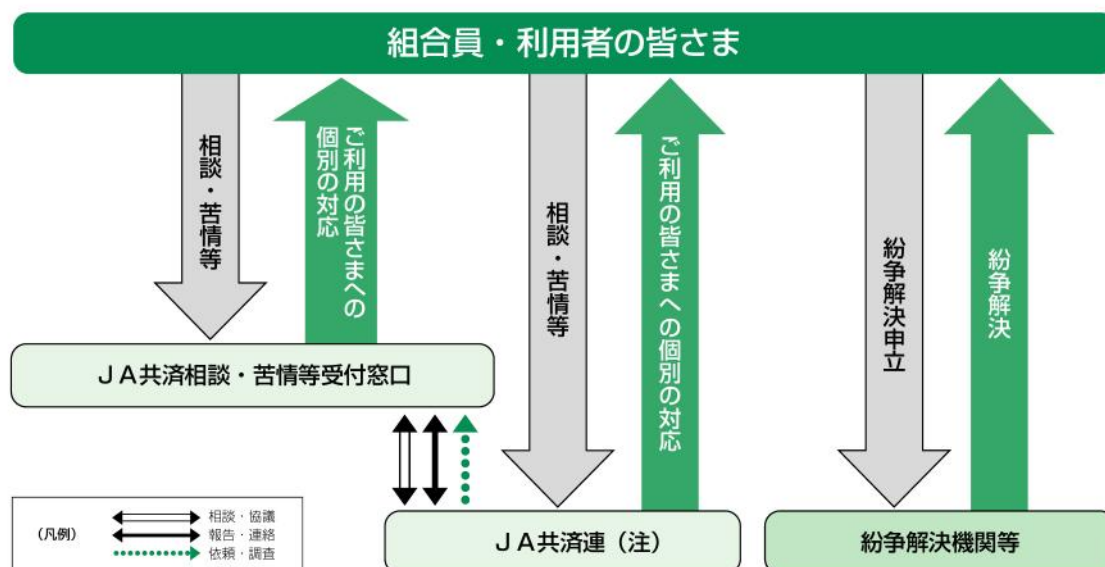 組合員・利用者の皆さま
相談・苦情等
ご利用の皆さまへの
個別の対応
相談・苦情等
ご利用の皆さまへの個別の対応
紛争解決申立
紛争解決
ＪＡ共済相談・苦情等受付窓口
(凡例)
相談・協議
報告・連絡
依頼・調査
ＪＡ共済連（注）
紛争解決機関等